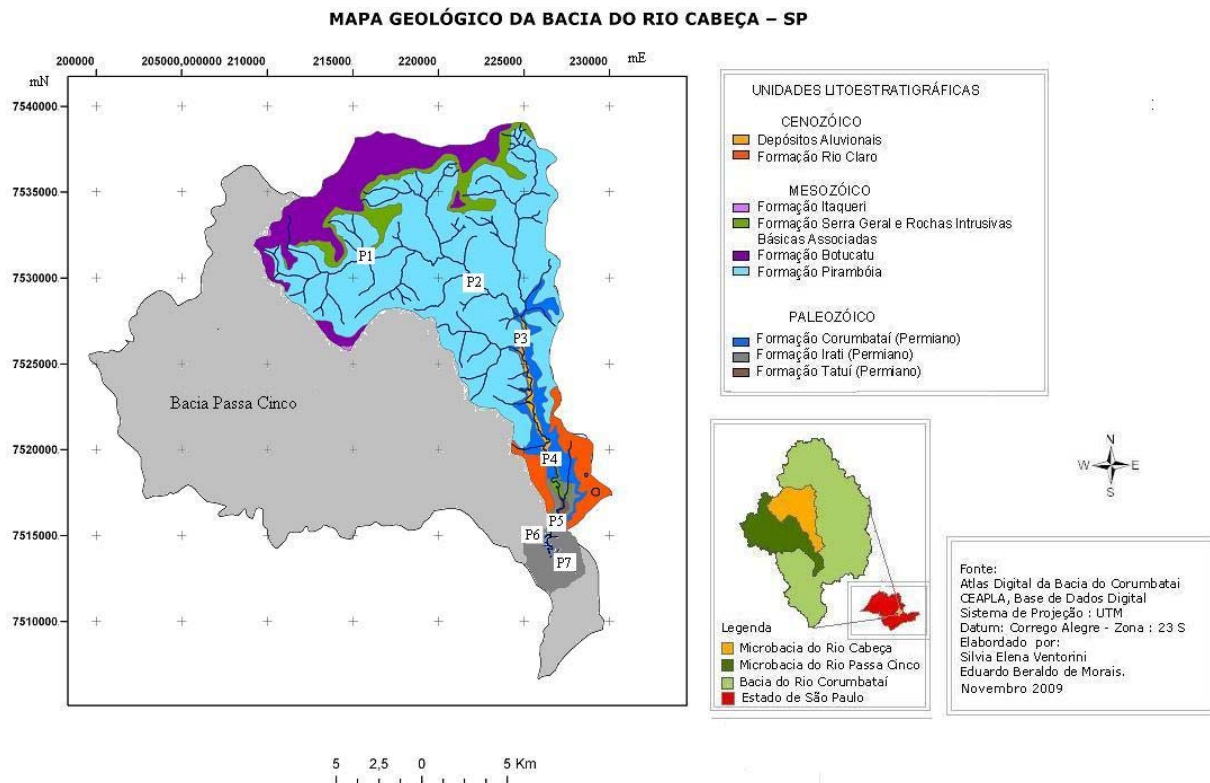 MAPA GEOLÓGICO DA BACIA DO RIO CABEÇA – SP
200000 205000,000000 210000 215000 220000 225000 230000 mE
mN
7540000
7535000
7530000
7525000
7520000
7515000
7510000
P1
P2
P3
P4
P5
P6
P7
Bacia Passa Cinco
5 2,5 0 5 Km
UNIDADES LITOESTRATIGRÁFICAS
CENOZÓICO
Depósitos Aluvionais
Formação Rio Claro
MESOZÓICO
Formação Itaqueri
Formação Serra Geral e Rochas Intrusivas
Básicas Associadas
Formação Botucatu
Formação Pirambóia
PALEOZÓICO
Formação Corumbataí (Permiano)
Formação Irati (Permiano)
Formação Tatuí (Permiano)
N
W E
S
Legenda
Microbacia do Rio Cabeça
Microbacia do Rio Passa Cinco
Bacia do Rio Corumbataí
Estado de São Paulo
Fonte:
Atlas Digital da Bacia do Corumbatai
CEAPLA, Base de Dados Digital
Sistema de Projeção : UTM
Datum: Corrego Alegre - Zona : 23 S
Elaborado por:
Silvia Elena Ventorini
Eduardo Beraldo de Morais.
Novembro 2009